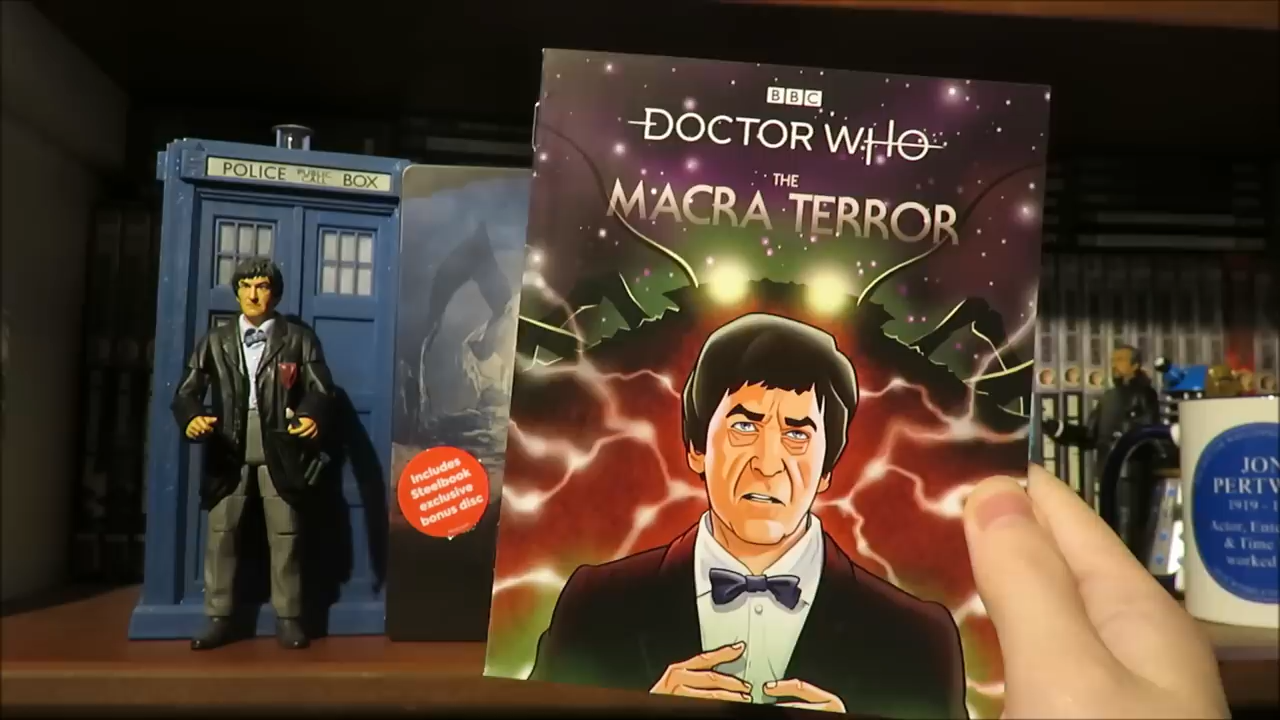 BBC
DOCTOR WHO
THE
MACRA TERROR
POLICE PUBLIC CALL BOX
Includes
Steelbook
exclusive
bonus disc
JON
PERTW
1919 - 1
Actor, Ente
& Time
worked